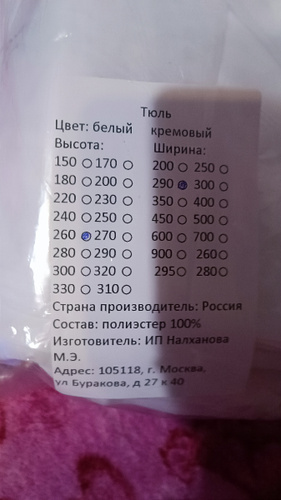 Тюль
Цвет: белый кремовый
Высота: Ширина:
150 170 200 250
180 200 290 300
220 230 350 400
240 250 450 500
260 270 600 700
280 290 900 260
300 320 295 280
330 310
Страна производитель: Россия
Состав: полиэстер 100%
Изготовитель: ИП Налханова
М.Э.
Адрес: 105118, г. Москва,
ул Буракова, д 27 к 40